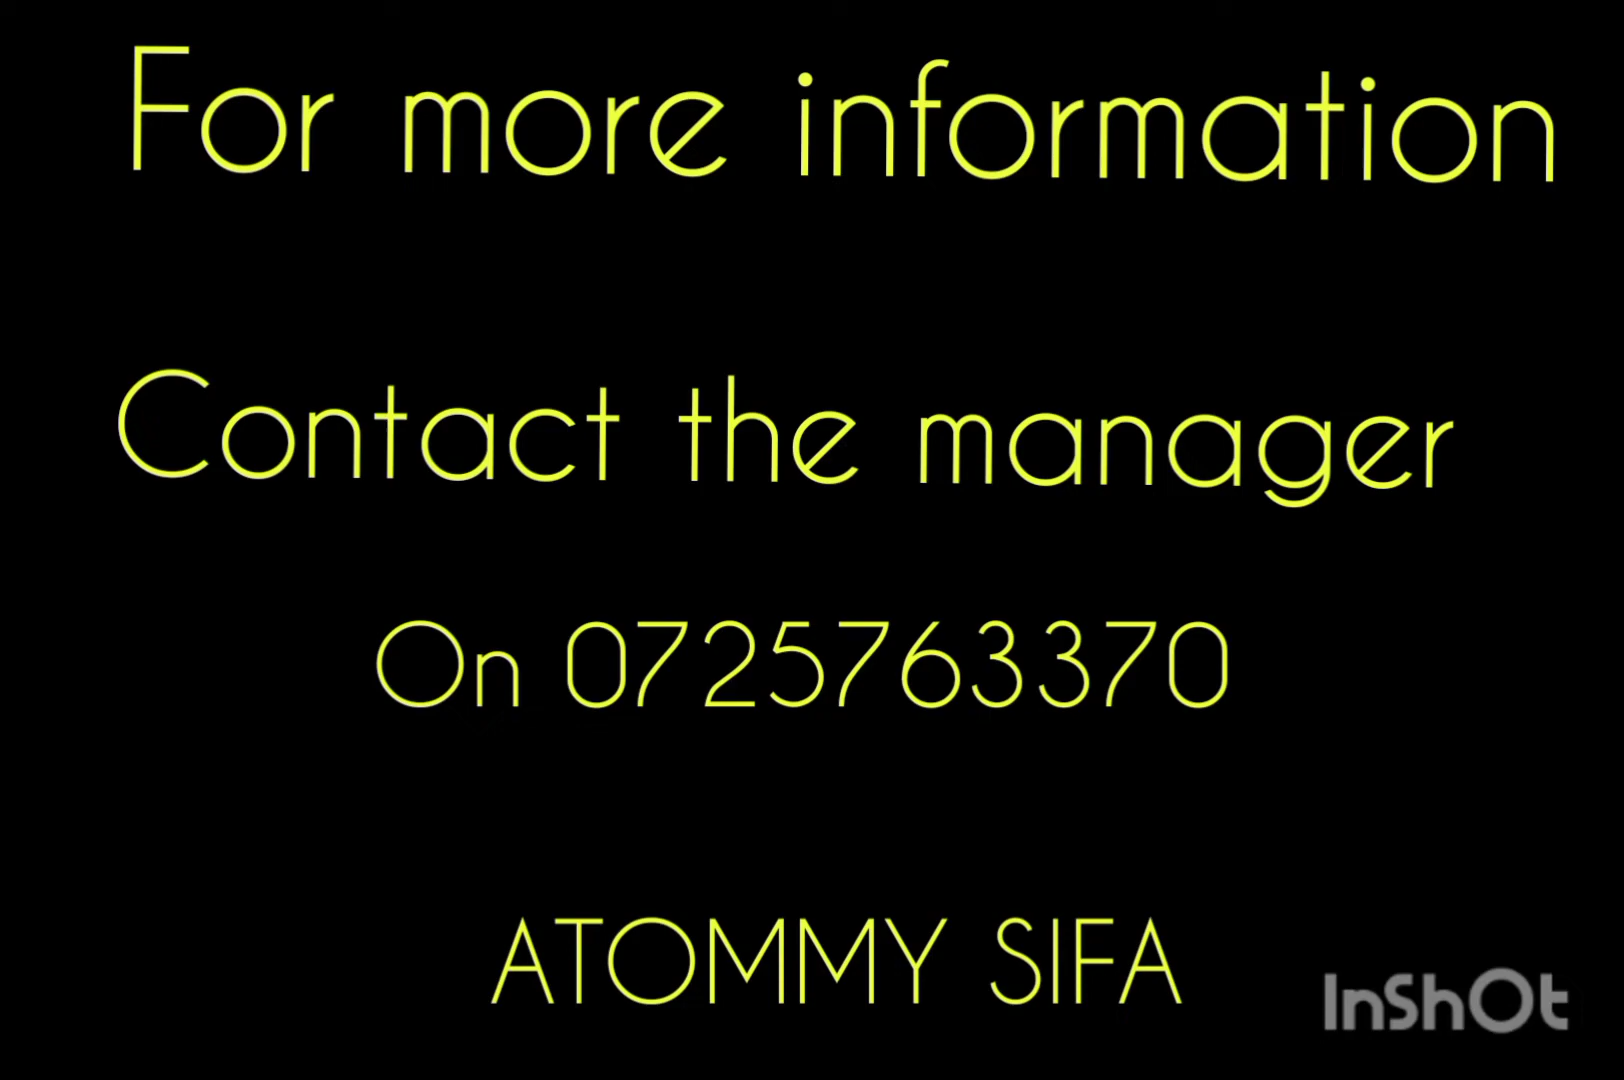 For more information
Contact the manager
On 0725763370
ATOMMY SIFA
InShOt